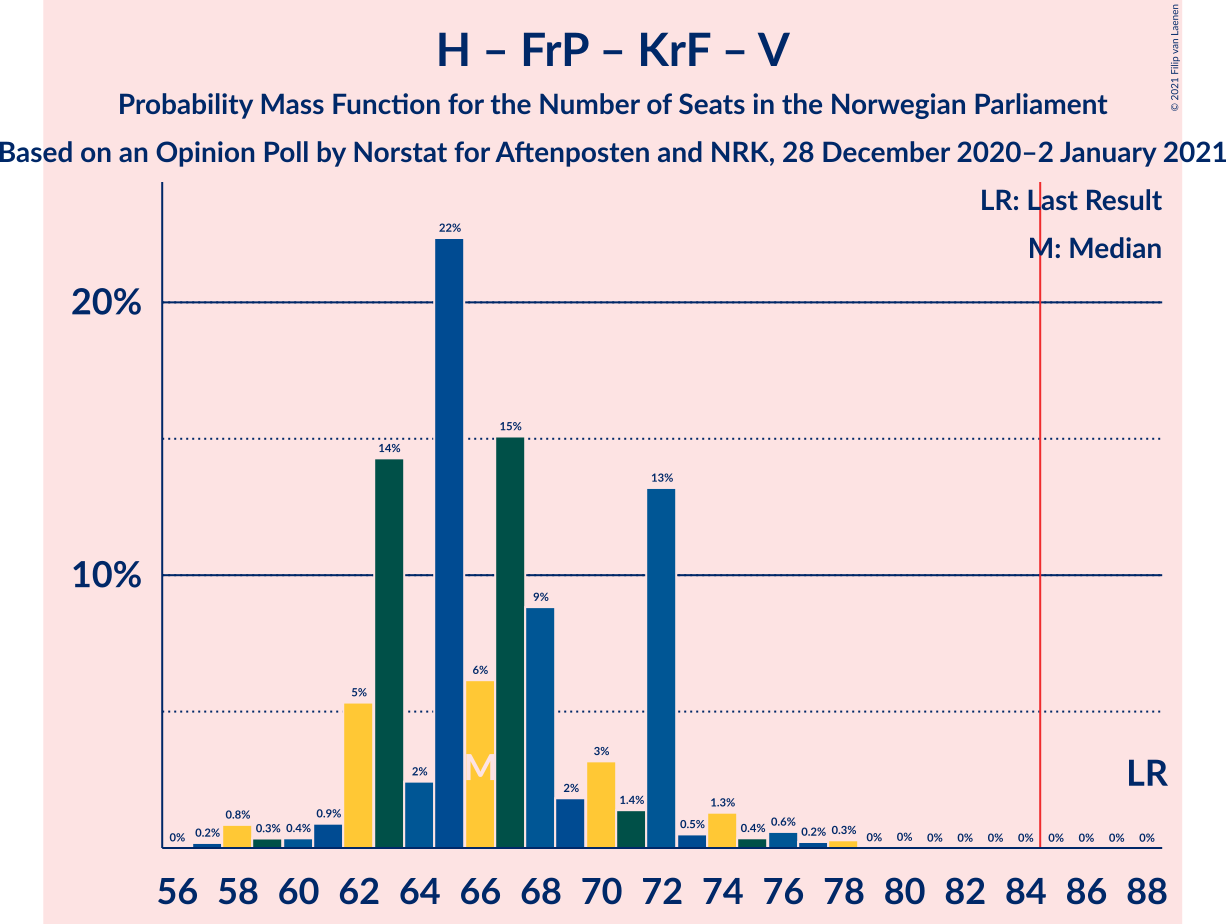 H – FrP – KrF – V
Probability Mass Function for the Number of Seats in the Norwegian Parliament
Based on an Opinion Poll by Norstat for Aftenposten and NRK, 28 December 2020–2 January 2021
© 2021 Filip van Laenen
LR: Last Result
M: Median
22%
20%
15%
14%
13%
10%
9%
6%
5%
3%
M
LR
2%
2%
1.4%
1.3%
0% 0.2% 0.8% 0.3% 0.4% 0.9% 0.5% 0.4% 0.6% 0.2% 0.3% 0% 0% 0% 0% 0% 0% 0% 0% 0% 0%
56 58 60 62 64 66 68 70 72 74 76 78 80 82 84 86 88